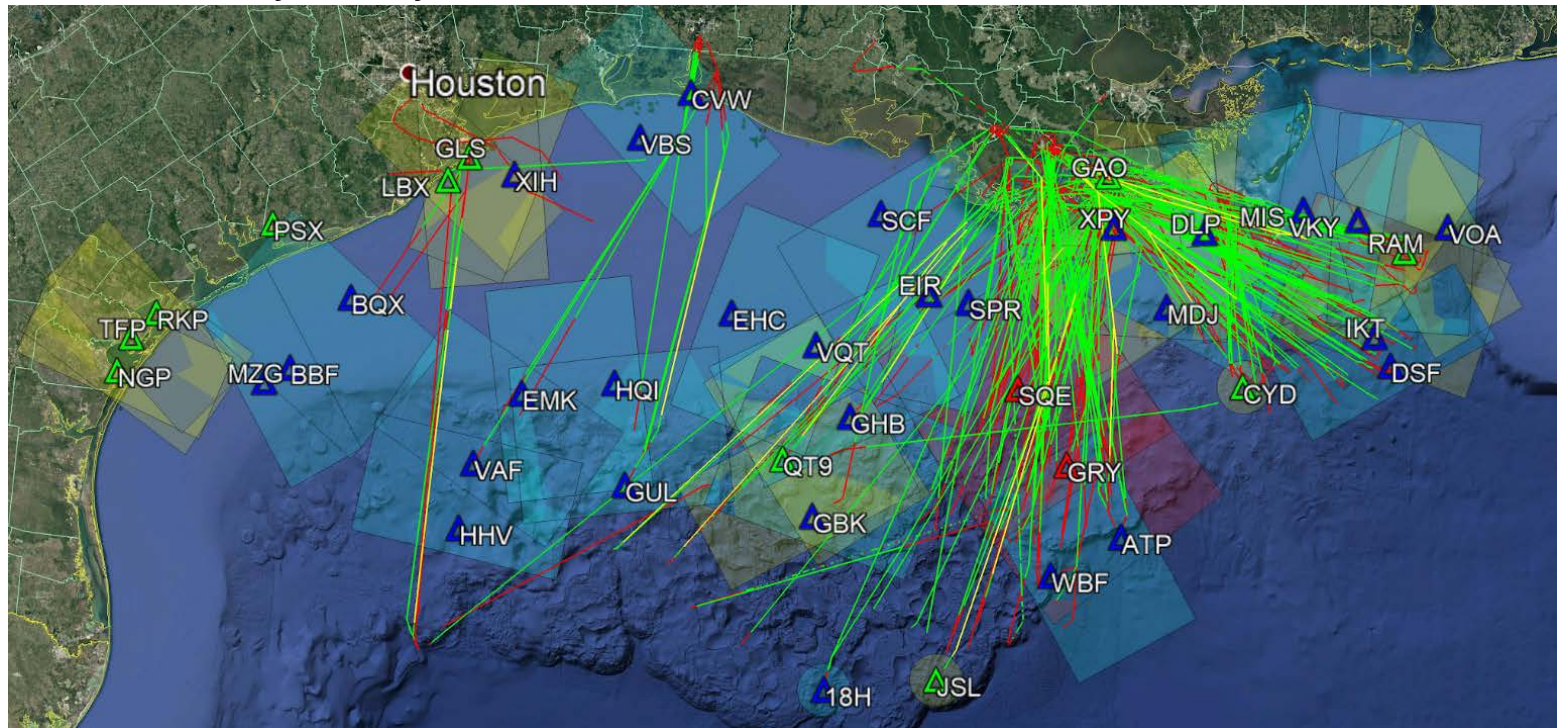 Houston
CVW
VBS
GLS
XIH
LBX
GAO
SCF
PSX
XPY
DLP
MIS
VKY
VOA
RAM
BQX
EIR
SPR
MDJ
RKP
EHC
TFP
IKT
VQT
NGP
MZG
BBF
DSF
HQI
EMK
SQE
CYD
GHB
VAF
QT9
GRY
GUL
GBK
HHV
ATP
WBF
18H
JSL